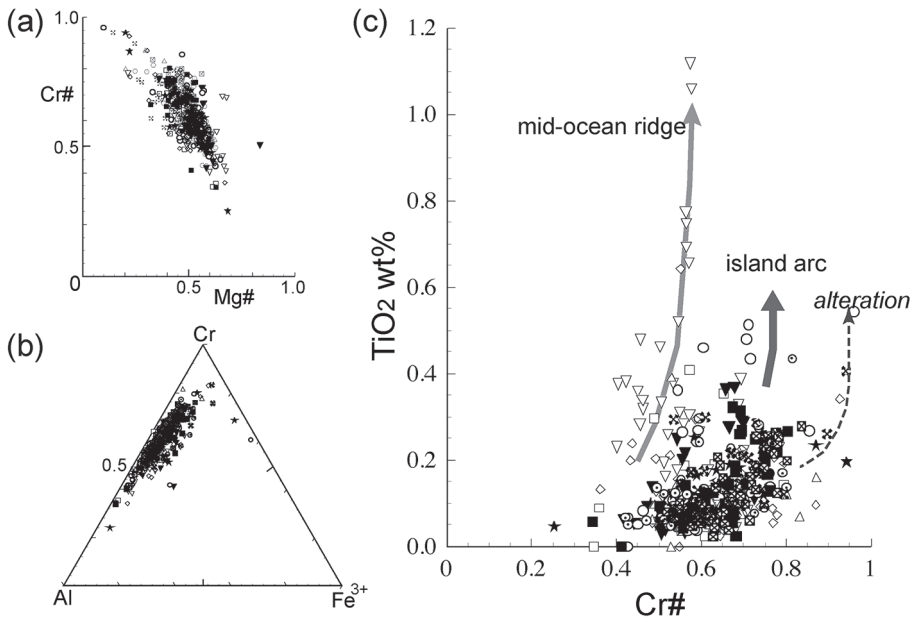 (a)
1.0
Cr#
0.5
0
0.5
1.0
Mg#
(b)
Cr
0.5
Al
Fe3+
(c)
1.2
1.0
0.8
0.6
0.4
0.2
0.0
TiO2 wt%
mid-ocean ridge
island arc
alteration
0
0.2
0.4
0.6
0.8
1
Cr#